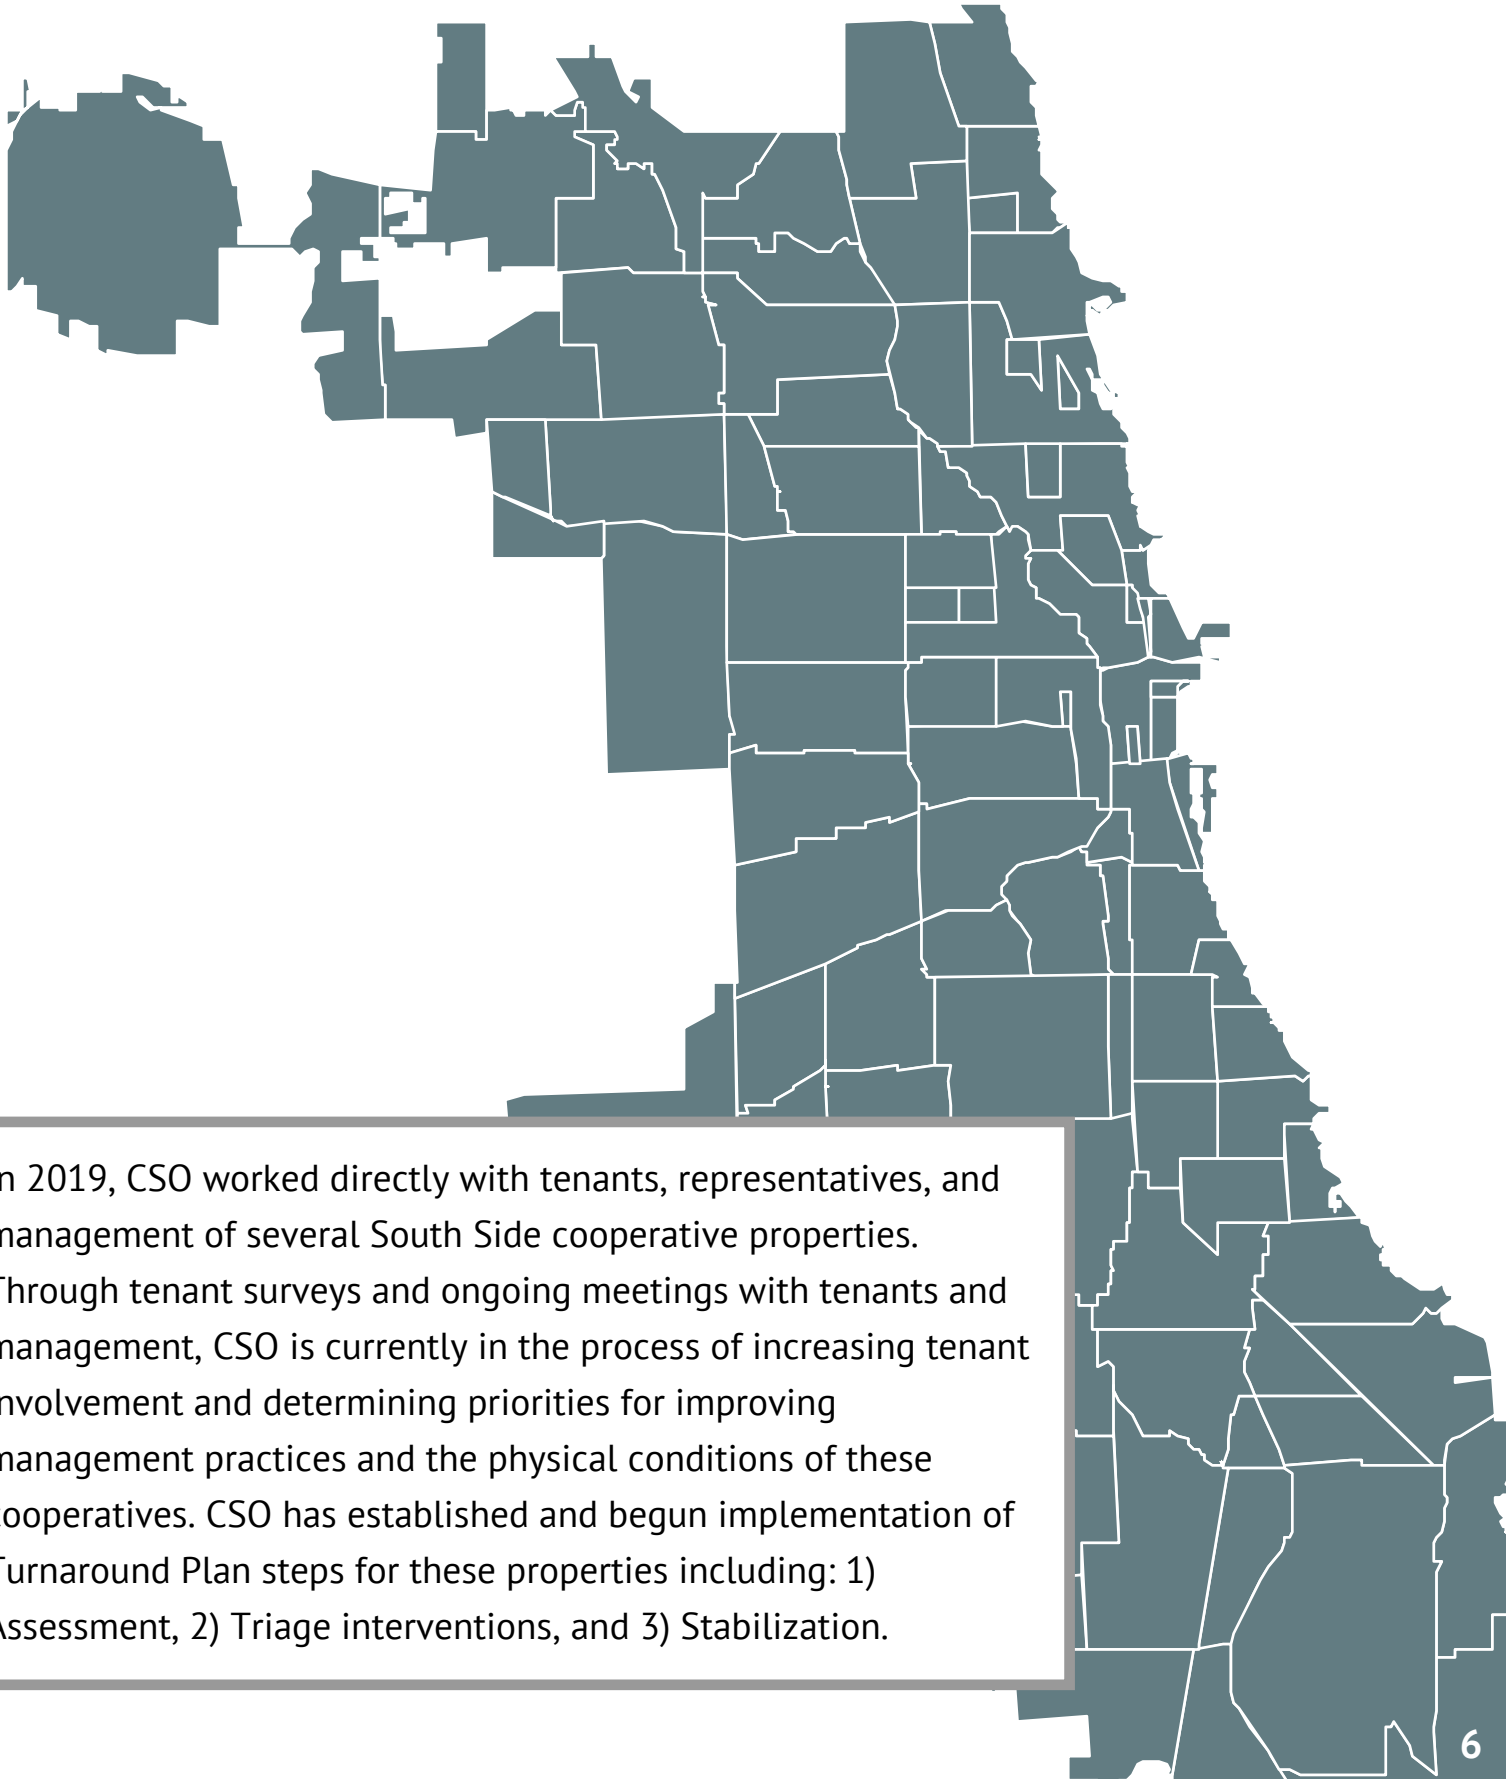 n 2019, CSO worked directly with tenants, representatives, and
management of several South Side cooperative properties.
Through tenant surveys and ongoing meetings with tenants and
management, CSO is currently in the process of increasing tenant
nvolvement and determining priorities for improving
management practices and the physical conditions of these
cooperatives. CSO has established and begun implementation of
Turnaround Plan steps for these properties including: 1)
Assessment, 2) Triage interventions, and 3) Stabilization.
6